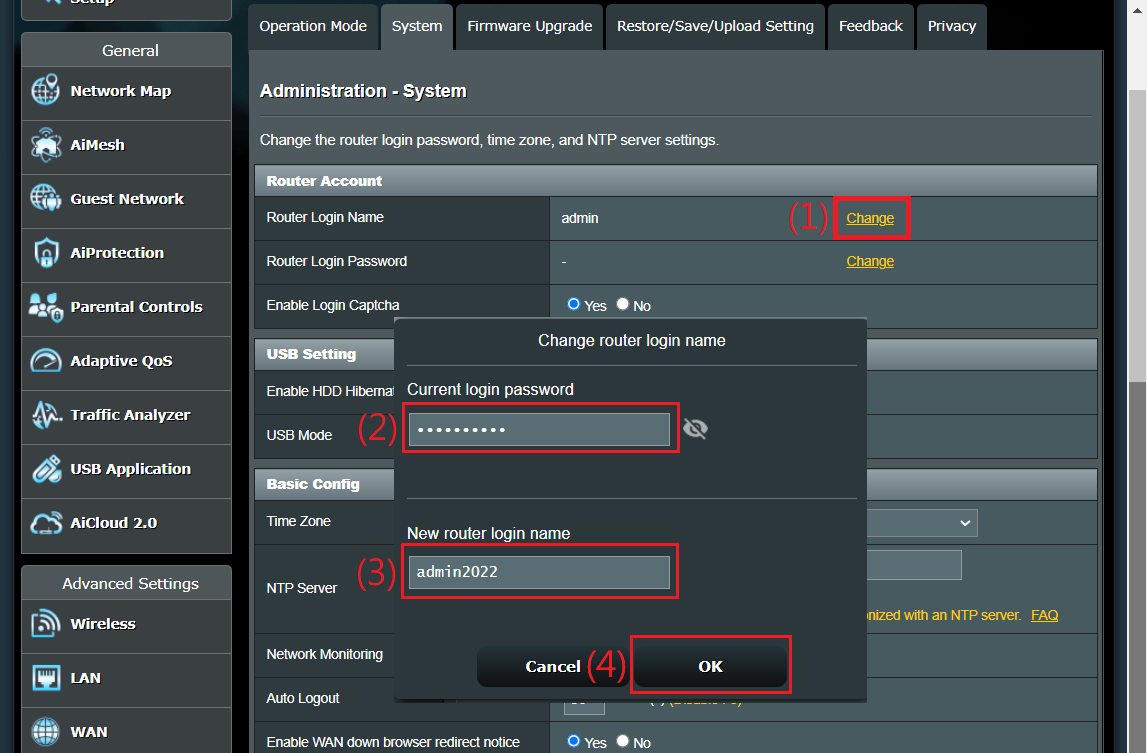 Setup
Operation Mode
System
Firmware Upgrade
Restore/Save/Upload Setting
Feedback
Privacy
General
Network Map
AiMesh
Guest Network
AiProtection
Parental Controls
Adaptive QoS
Traffic Analyzer
USB Application
AiCloud 2.0
Advanced Settings
Wireless
LAN
WAN
Administration - System
Change the router login password, time zone, and NTP server settings.
Router Account
Router Login Name
admin
(1)
Change
Router Login Password
-
Change
Enable Login Captcha
Yes
No
USB Setting
Enable HDD Hibernat
USB Mode
Basic Config
Time Zone
NTP Server
nized with an NTP server. FAQ
Network Monitoring
Auto Logout
Enable WAN down browser redirect notice
Yes
No
Change router login name
Current login password
(2)
••••••••••
New router login name
(3)
admin2022
Cancel
(4)
OK